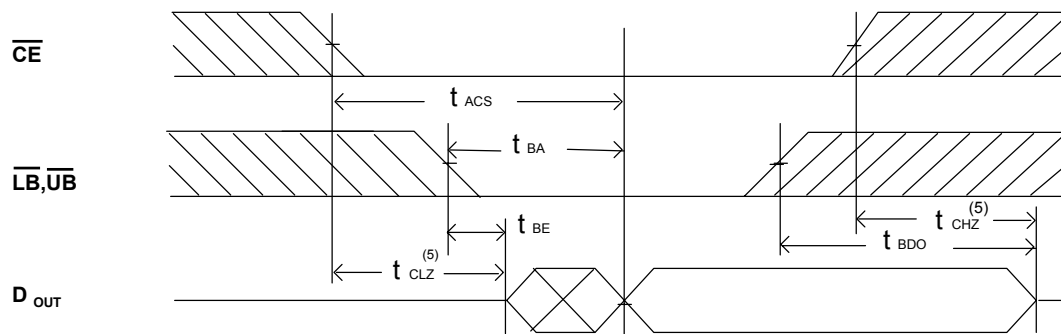 CE
t ACS
LB,UB
t BA
t BE
t CHZ (5)
t BDO
t CLZ (5)
D OUT